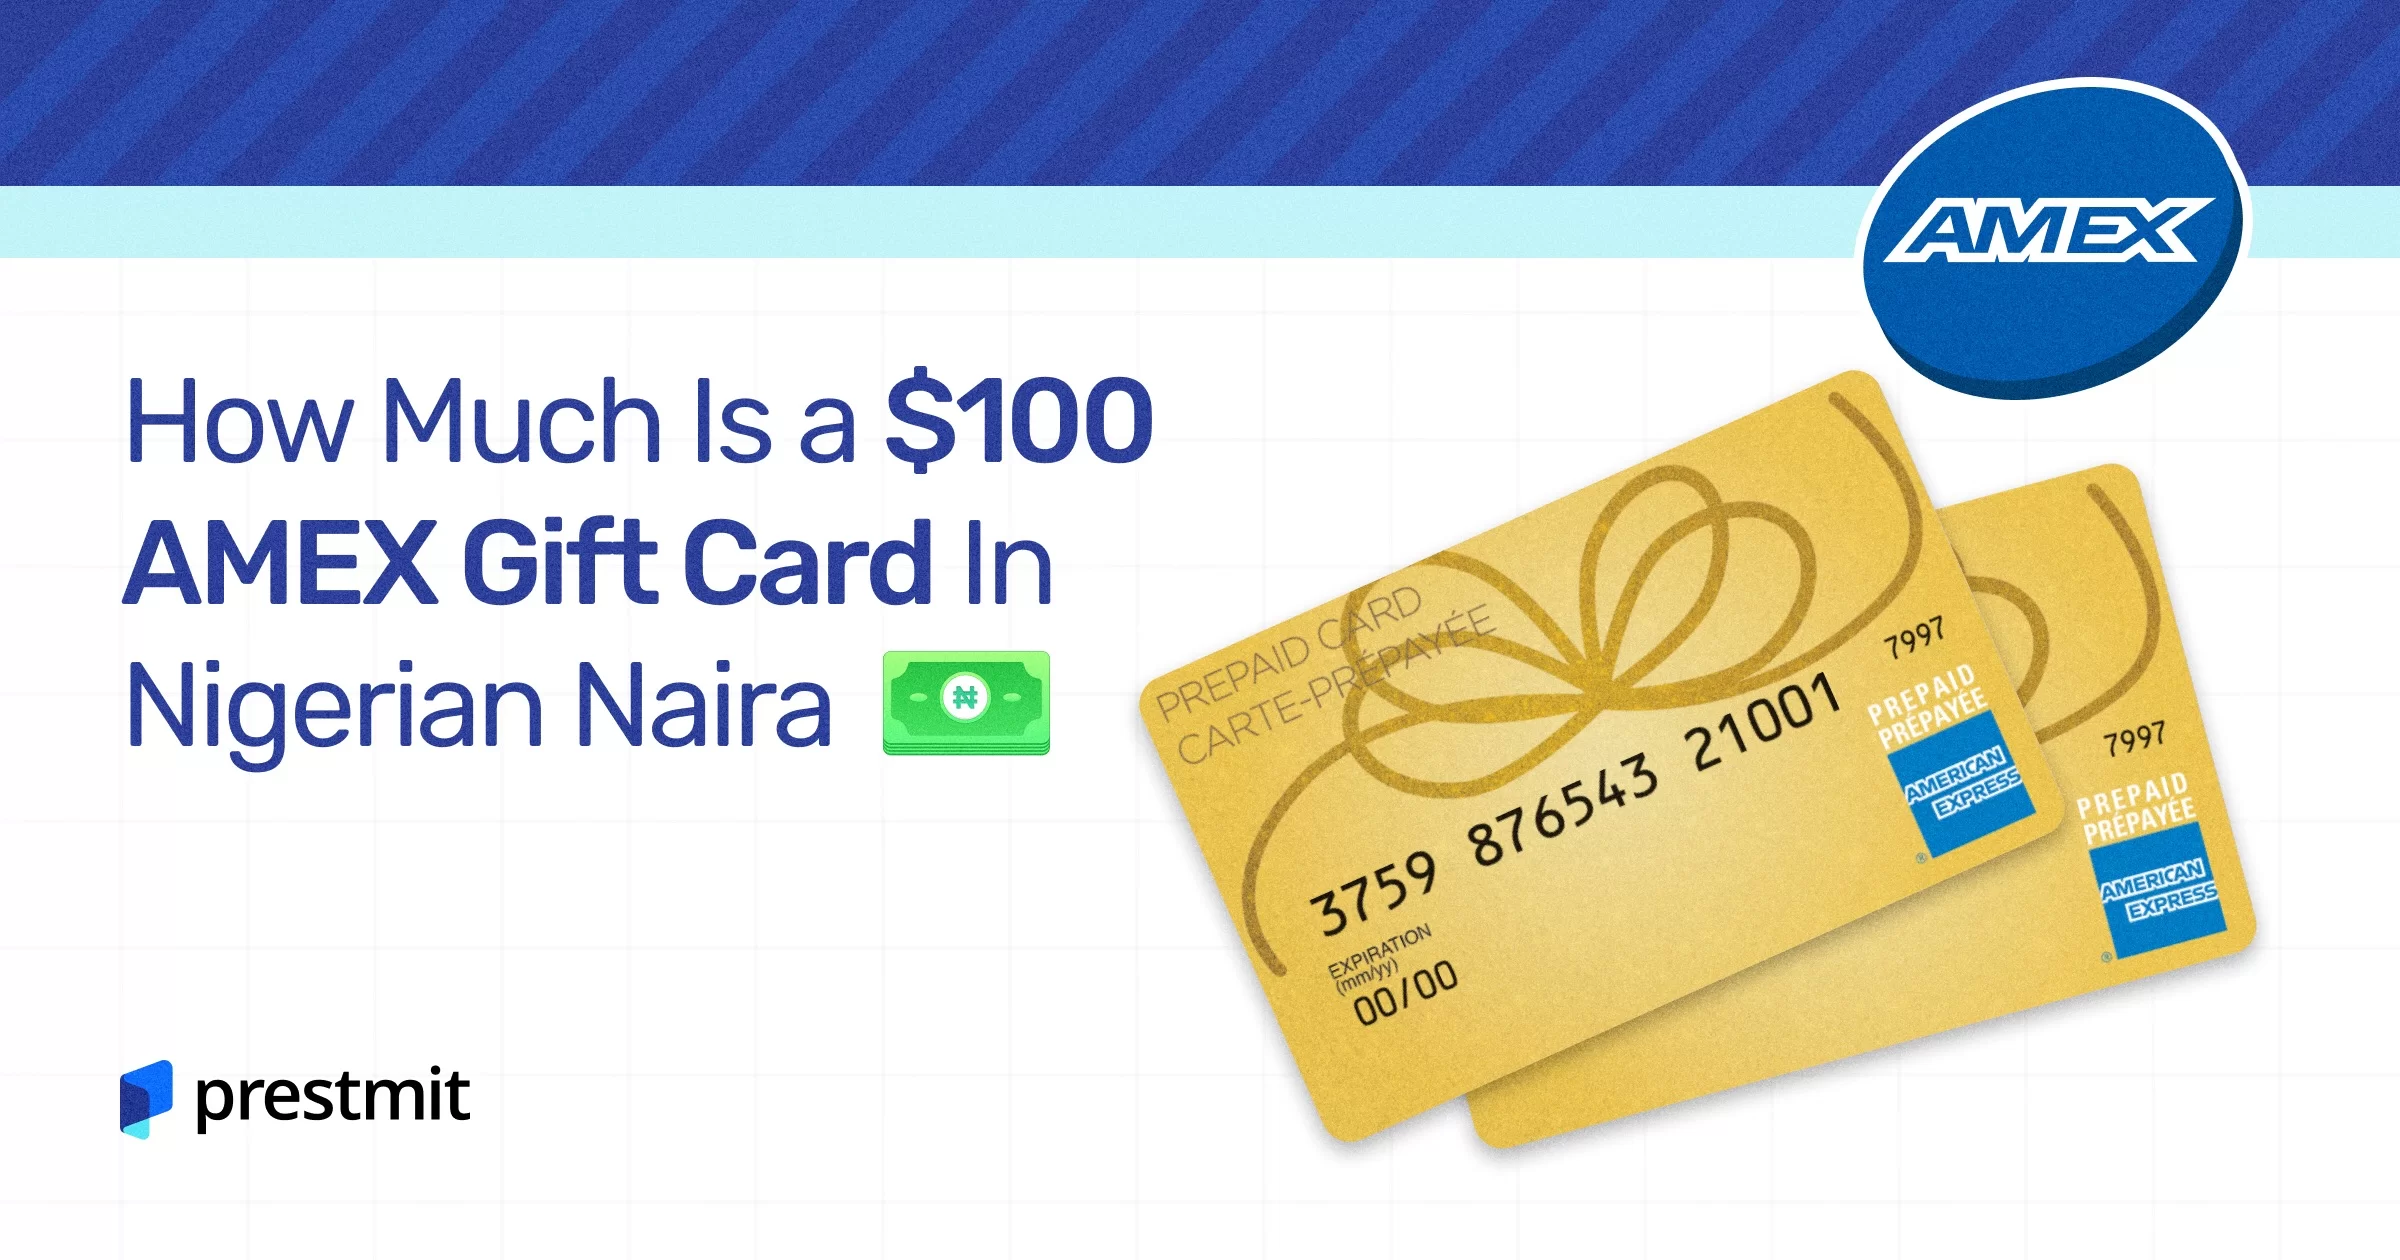 AMEX
How Much Is a $100
AMEX Gift Card In
Nigerian Naira
₦
prestmit
PREPAID CARD
CARTE-PRÉPAYÉE
7997
3759 876543 21001
PREPAID
PRÉPAYÉE
AMERICAN
EXPRESS
®
EXPIRATION
(mm/yy)
00/00
7997
PREPAID
PRÉPAYÉE
AMERICAN
EXPRESS
®